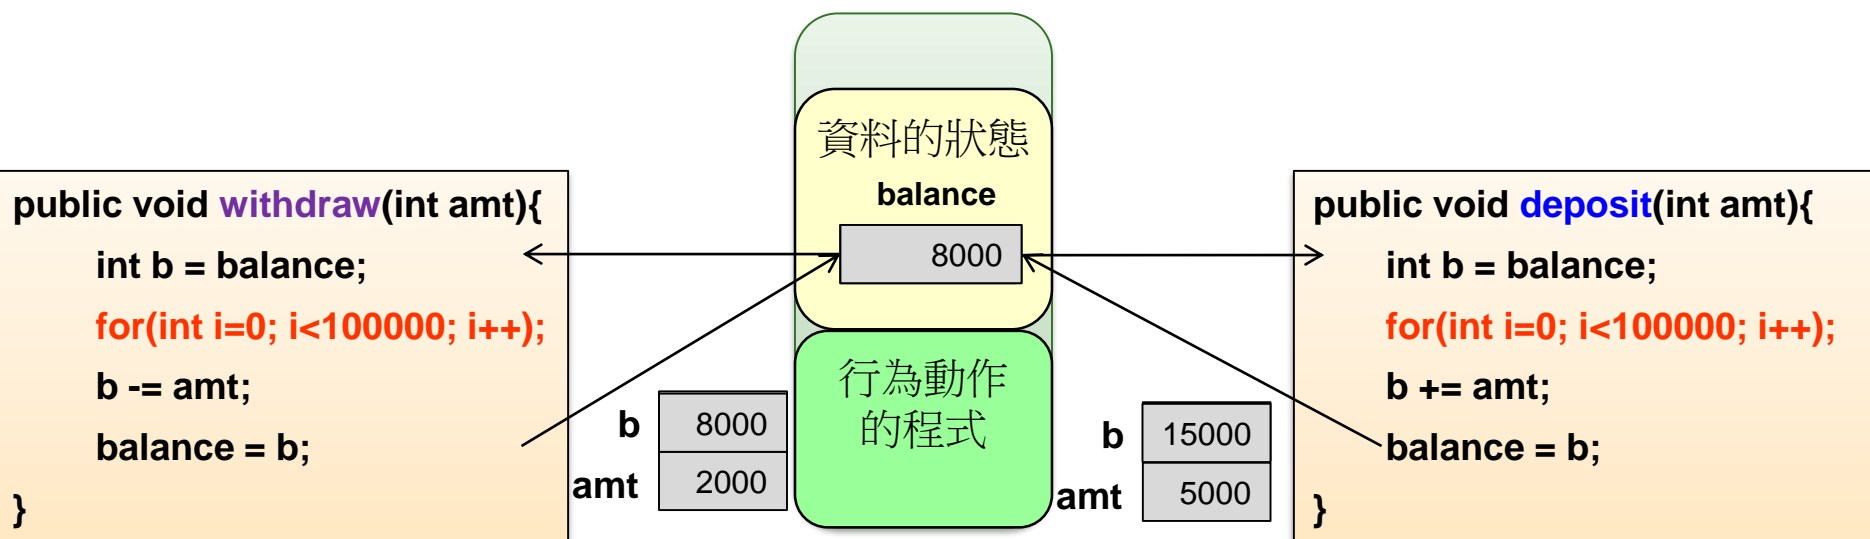 public void withdraw(int amt){
int b = balance;
for(int i=0; i<100000; i++);
b -= amt;
balance = b;
}
b 8000
amt 2000
資料的狀態
balance
8000
行為動作
的程式
b 15000
amt 5000
public void deposit(int amt){
int b = balance;
for(int i=0; i<100000; i++);
b += amt;
balance = b;
}